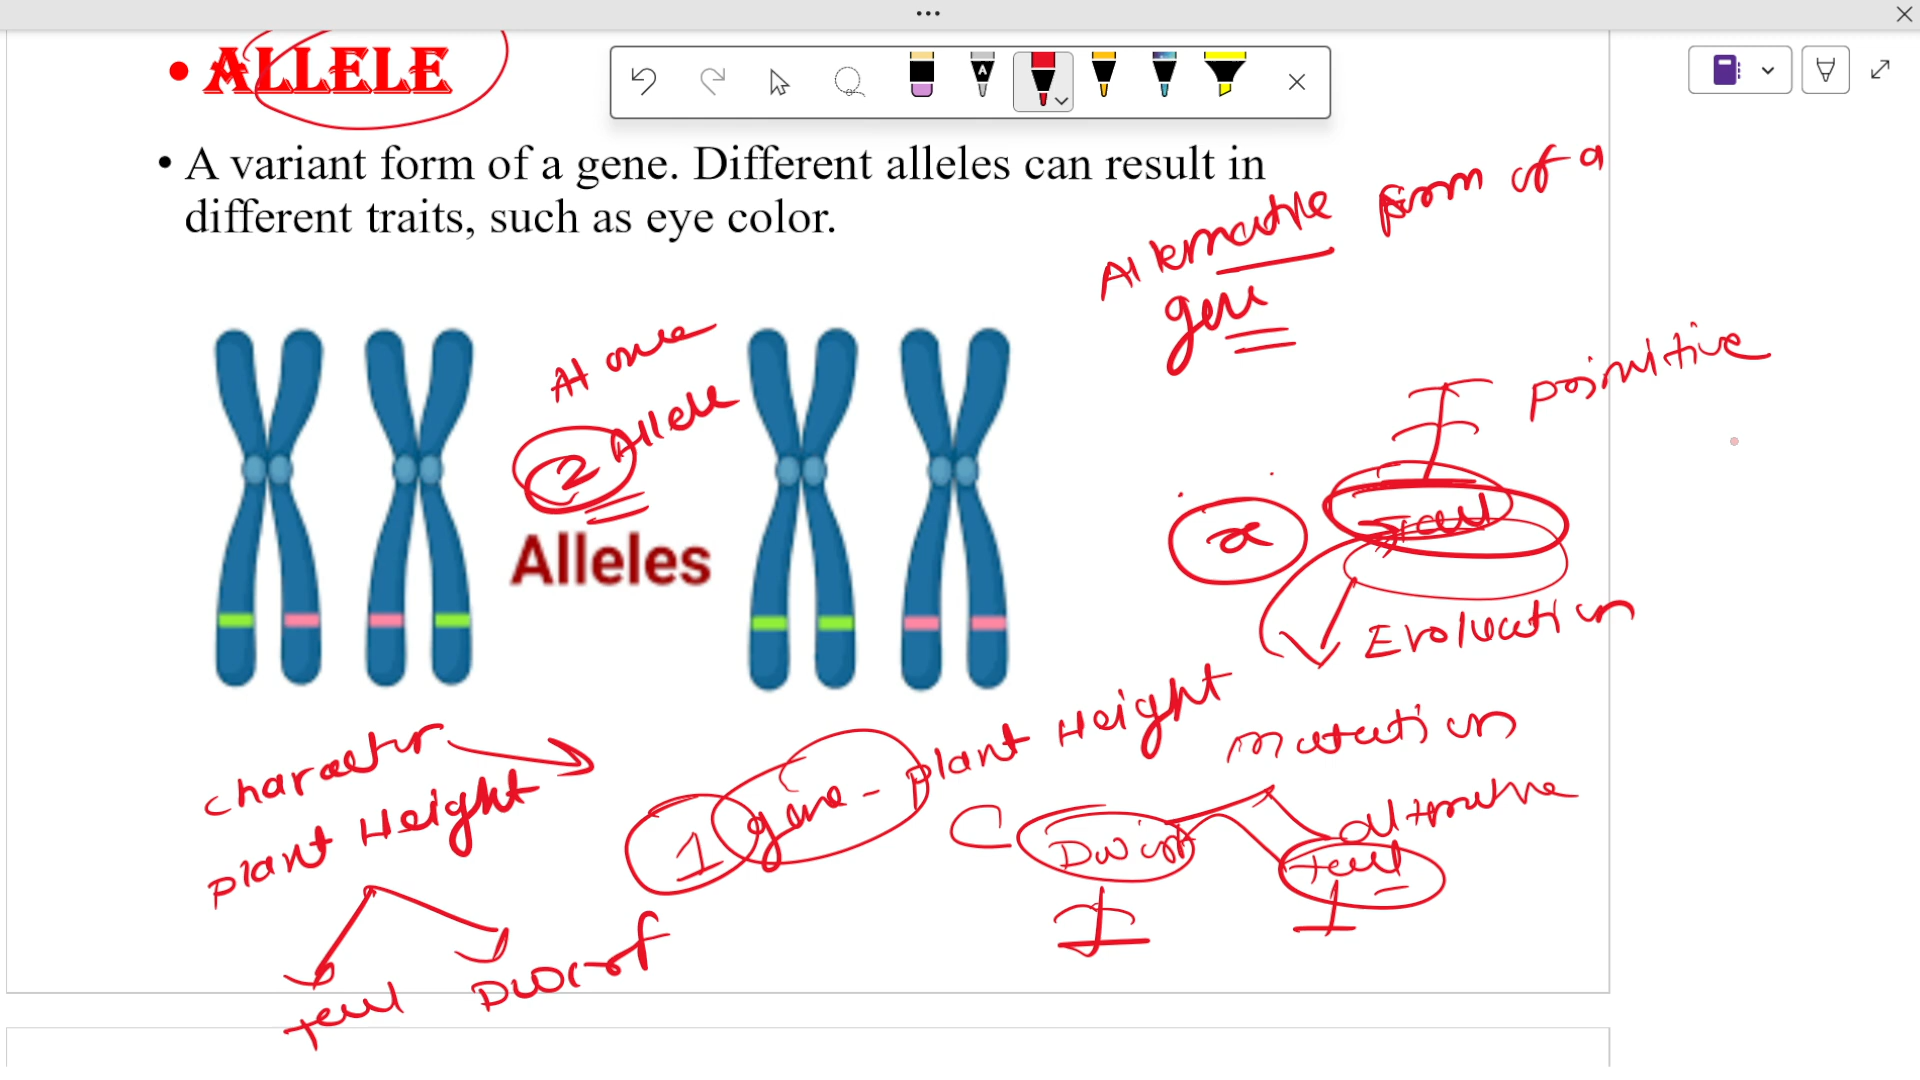 • ALLELE
• A variant form of a gene. Different alleles can result in
different traits, such as eye color.
Alternative form of a
gene
At once
2 Allele
Alleles
primitive
x
Evolution
mutation
character
plant Height
Tall Dwarf
1 gene - plant Height
Dwarf
alternative
tall